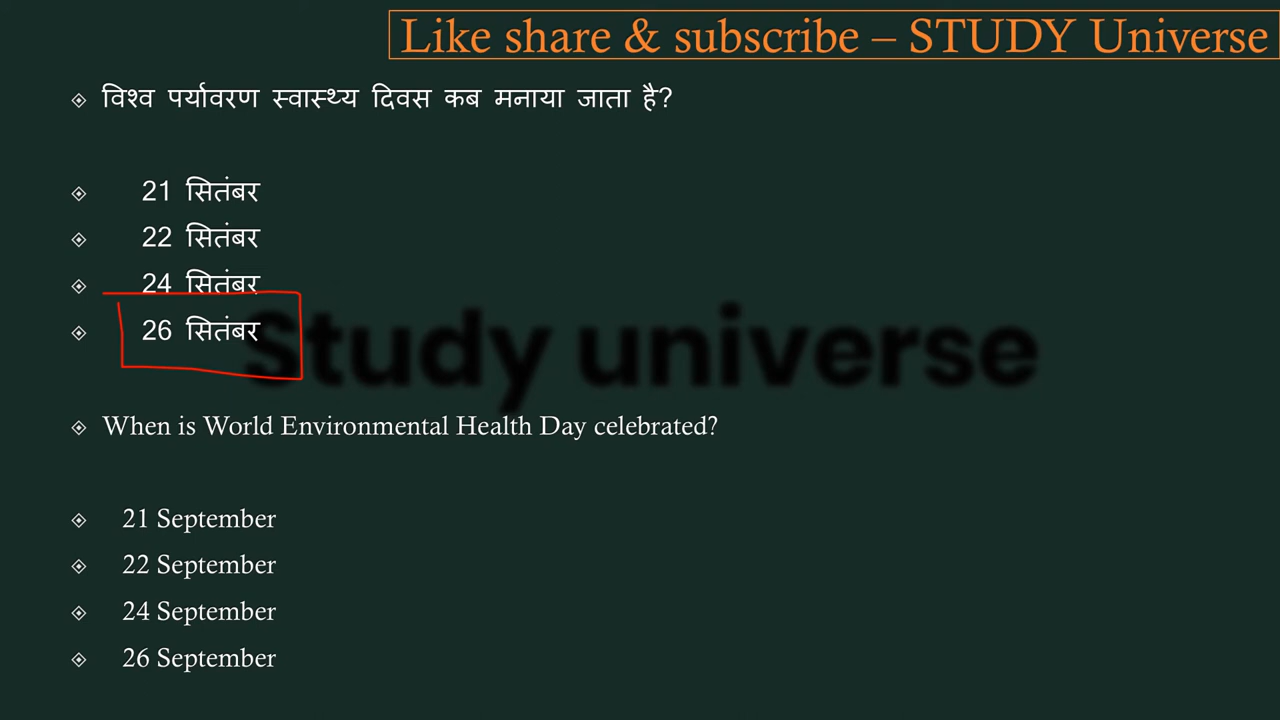 Like share & subscribe – STUDY Universe
विश्व पर्यावरण स्वास्थ्य दिवस कब मनाया जाता है?
21 सितंबर
22 सितंबर
24 सितंबर
26 सितंबर
Study universe
When is World Environmental Health Day celebrated?
21 September
22 September
24 September
26 September